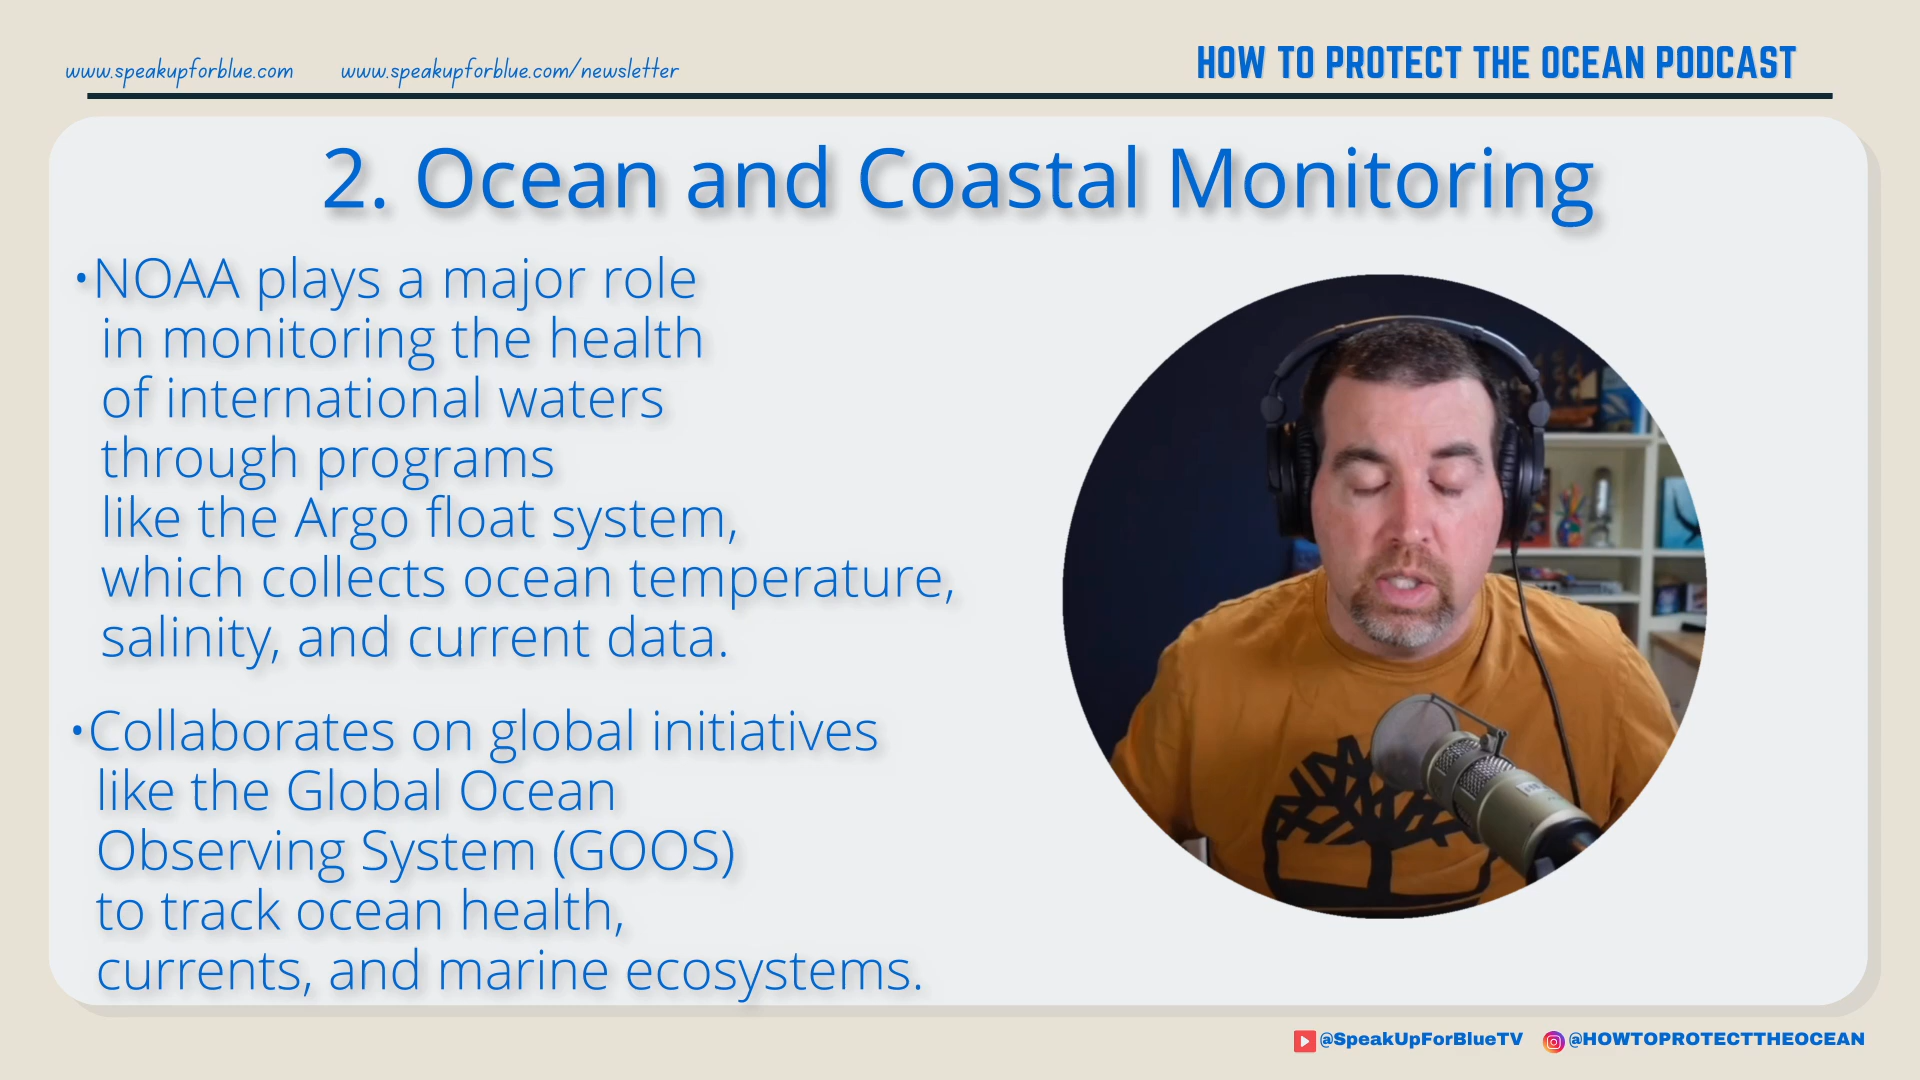 www.speakupforblue.com www.speakupforblue.com/newsletter
HOW TO PROTECT THE OCEAN PODCAST
2. Ocean and Coastal Monitoring
•NOAA plays a major role
in monitoring the health
of international waters
through programs
like the Argo float system,
which collects ocean temperature,
salinity, and current data.
•Collaborates on global initiatives
like the Global Ocean
Observing System (GOOS)
to track ocean health,
currents, and marine ecosystems.
@SpeakUpForBlueTV @HOWTOPROTECTTHEOCEAN